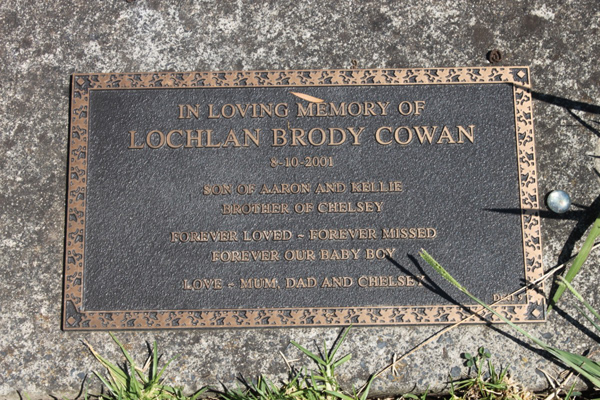 IN LOVING MEMORY OF
LOCHLAN BRODY COWAN
8-10-2001
SON OF AARON AND KELLIE
BROTHER OF CHELSEY
FOREVER LOVED - FOREVER MISSED
FOREVER OUR BABY BOY
LOVE - MUM, DAD AND CHELSEY